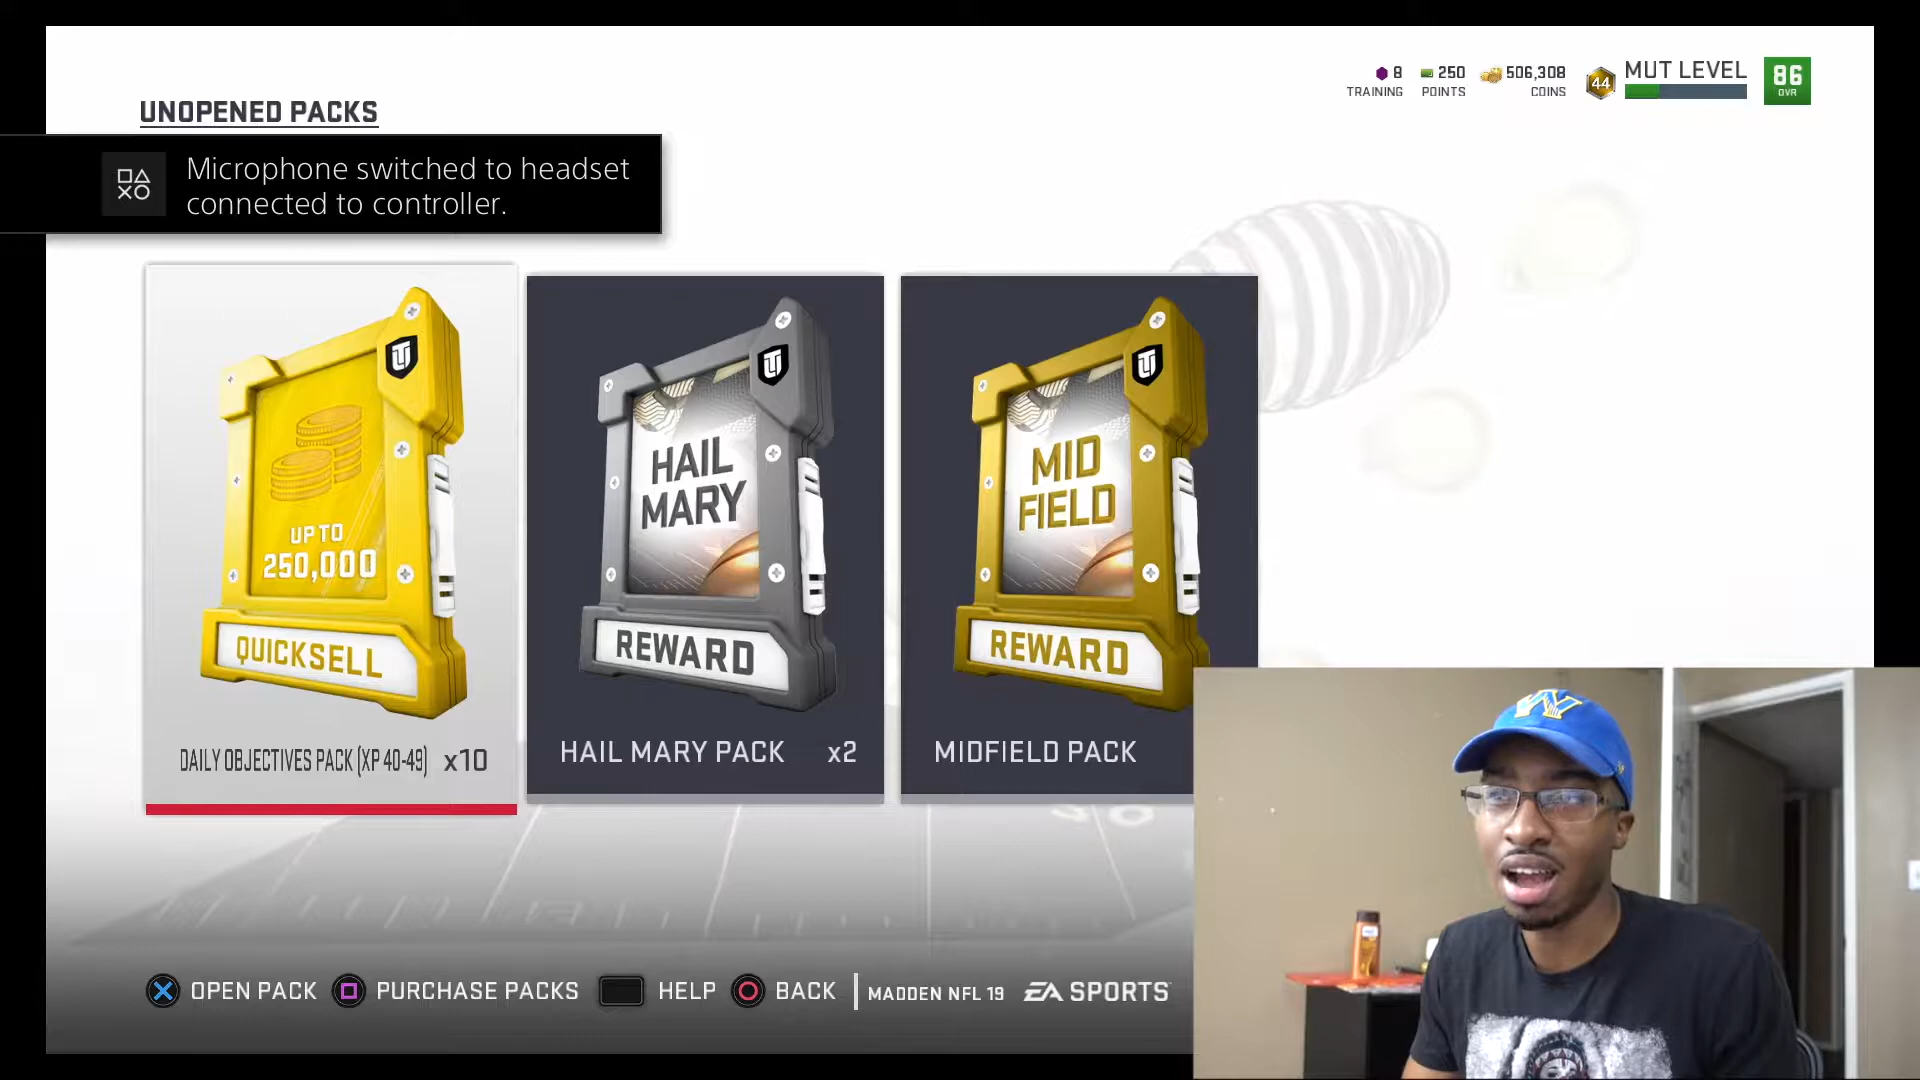 8
TRAINING
250
POINTS
506,308
COINS
44
MUT LEVEL
86
OVR
UNOPENED PACKS
Microphone switched to headset
connected to controller.
UP TO
250,000
QUICKSELL
DAILY OBJECTIVES PACK (XP 40-49) x10
HAIL
MARY
REWARD
HAIL MARY PACK x2
MID
FIELD
REWARD
MIDFIELD PACK
OPEN PACK PURCHASE PACKS HELP BACK MADDEN NFL 19 EA SPORTS
W